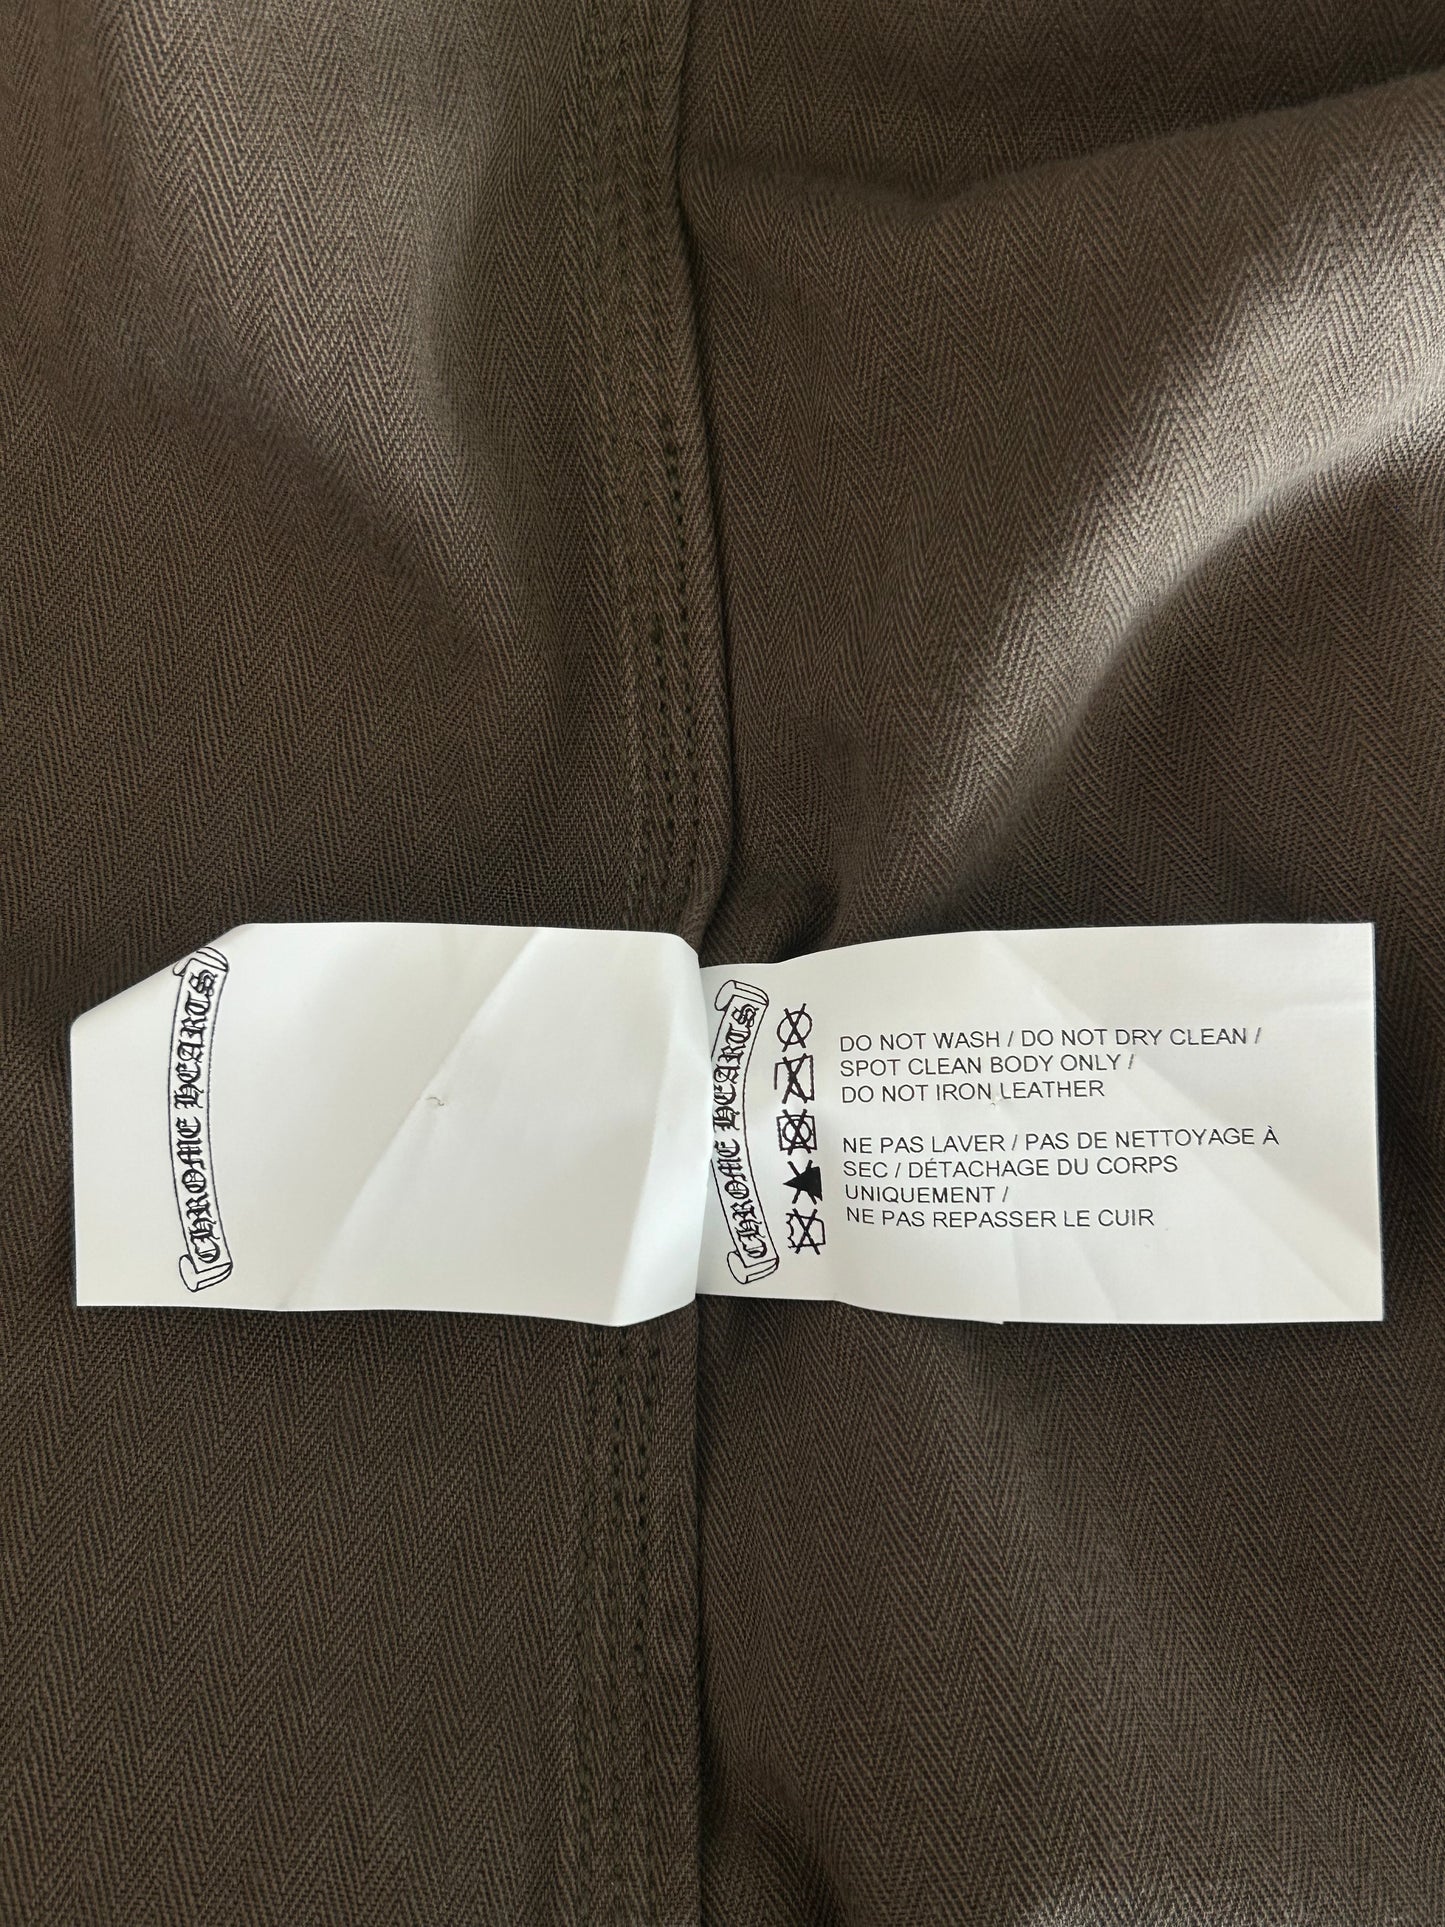 CHROME HEARTS
CHROME HEARTS
DO NOT WASH / DO NOT DRY CLEAN /
SPOT CLEAN BODY ONLY /
DO NOT IRON LEATHER
NE PAS LAVER / PAS DE NETTOYAGE À
SEC / DÉTACHAGE DU CORPS
UNIQUEMENT /
NE PAS REPASSER LE CUIR